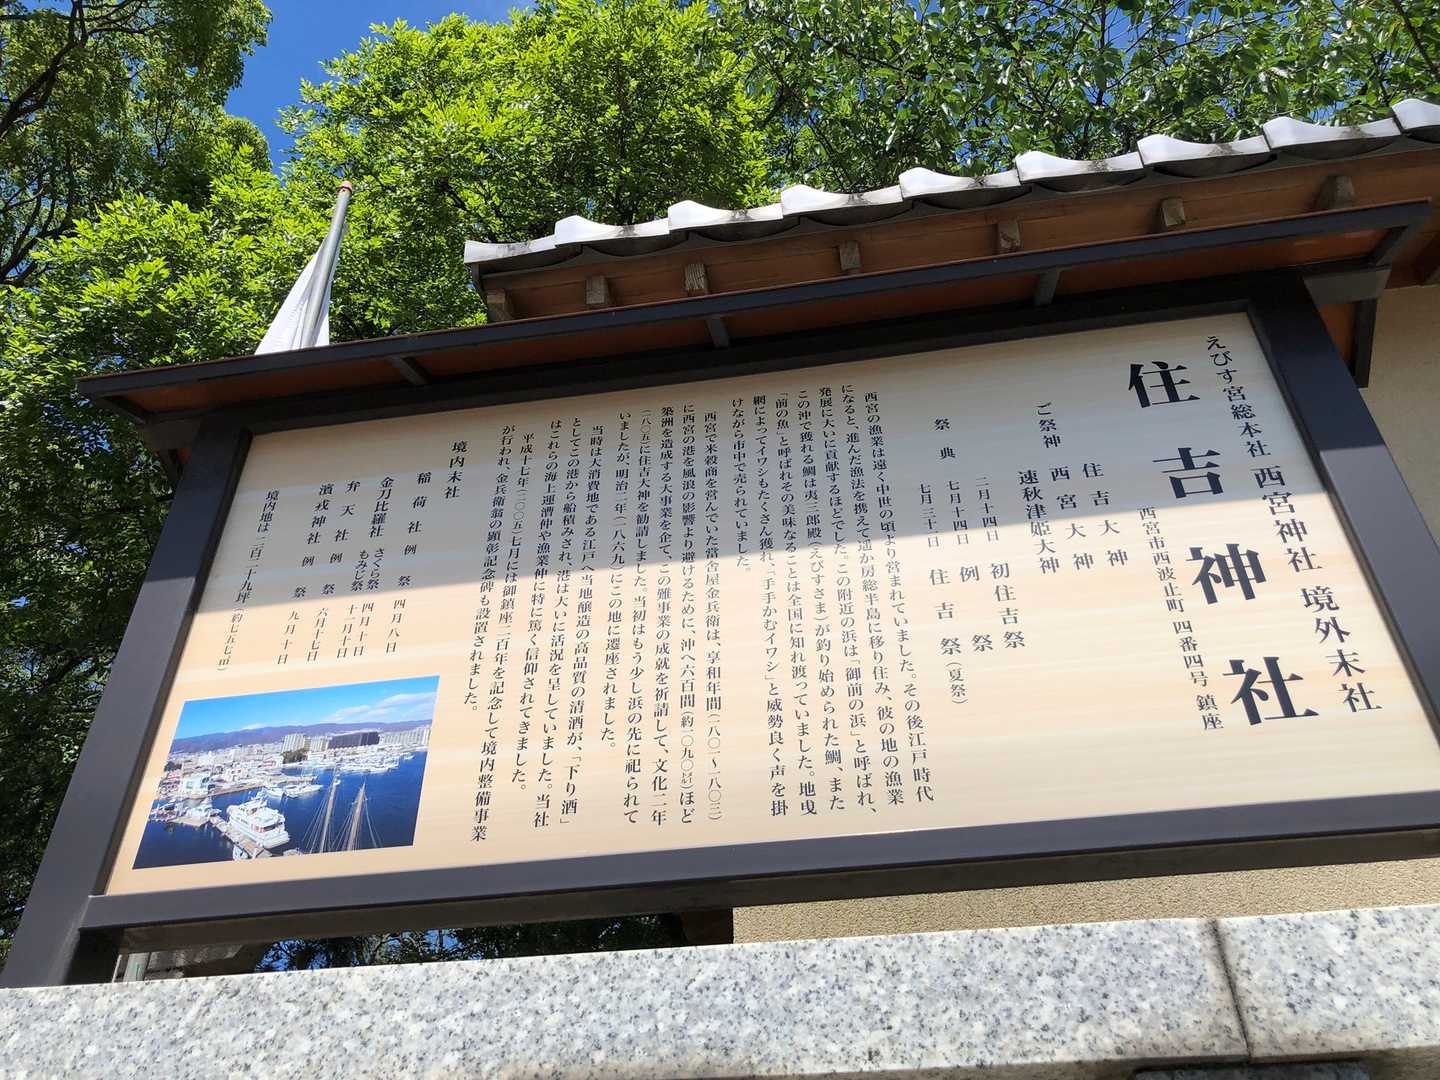 えびす宮総本社 西宮神社 境外末社
住吉神社
西宮市西波止町 四番四号 鎮座
住吉大神
ご祭神 西宮大神
速秋津姫大神
二月十四日 初住吉祭
祭典 七月十四日 例祭
七月三十日 住吉祭(夏祭)
西宮の漁業は遠く中世の頃より営まれていました。その後江戸時代
になると、進んだ漁法を携えて遥か房総半島に移り住み、彼の地の漁業
発展に大いに貢献するほどでした。この附近の浜は「御前の浜」と呼ばれ、
この沖で獲れる鯛は夷三郎殿(えびすさま)が釣り始められた鯛、また
「前の魚」と呼ばれその美味なることは全国に知れ渡っていました。地曳
網によってイワシもたくさん獲れ、「手手かむイワシ」と威勢良く声を掛
けながら市中で売られていました。
西宮で米穀商を営んでいた當舎屋金兵衛は、享和年間(一八〇一〜一八〇三)
に西宮の港を風浪の影響より避けるために、沖へ六百間(約一〇九〇㍍)ほど
築洲を造成する大事業を企て、この難事業の成就を祈請して、文化二年
(一八〇五)に住吉大神を勧請しました。当初はもう少し浜の先に祀られて
いましたが、明治二年(一八六九)にこの地に遷座されました。
当時は大消費地である江戸へ当地醸造の高品質の清酒が、「下り酒」
としてこの港から船積みされ、港は大いに活況を呈していました。当社
はこれらの海上運漕仲や漁業仲に特に篤く信仰されてきました。
平成十七年(二〇〇五)七月には御鎮座二百年を記念して境内整備事業
が行われ、金兵衛翁の顕彰記念碑も設置されました。
境内末社
稲荷社 例祭 四月八日
金刀比羅社 さくら祭 四月十日
もみじ祭 十一月十日
弁天社 例祭 六月十七日
濱戎神社 例祭 九月十日
境内地は二百二十九坪(約七五七㎡)